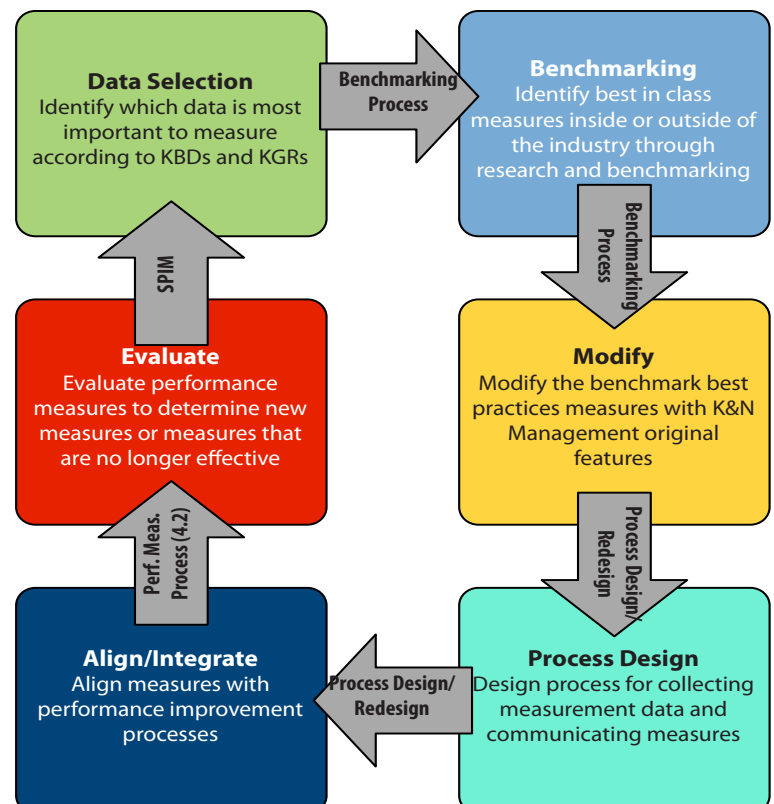 Data Selection
Identify which data is most
important to measure
according to KBDs and KGRs
Benchmarking
Process
Benchmarking
Identify best in class
measures inside or outside of
the industry through
research and benchmarking
Benchmarking
Process
Modify
Modify the benchmark best
practices measures with K&N
Management original
features
Process Design/
Redesign
Process Design
Design process for collecting
measurement data and
communicating measures
Process Design/
Redesign
Align/Integrate
Align measures with
performance improvement
processes
Perf. Meas.
Process (4.2)
Evaluate
Evaluate performance
measures to determine new
measures or measures that
are no longer effective
SPIM